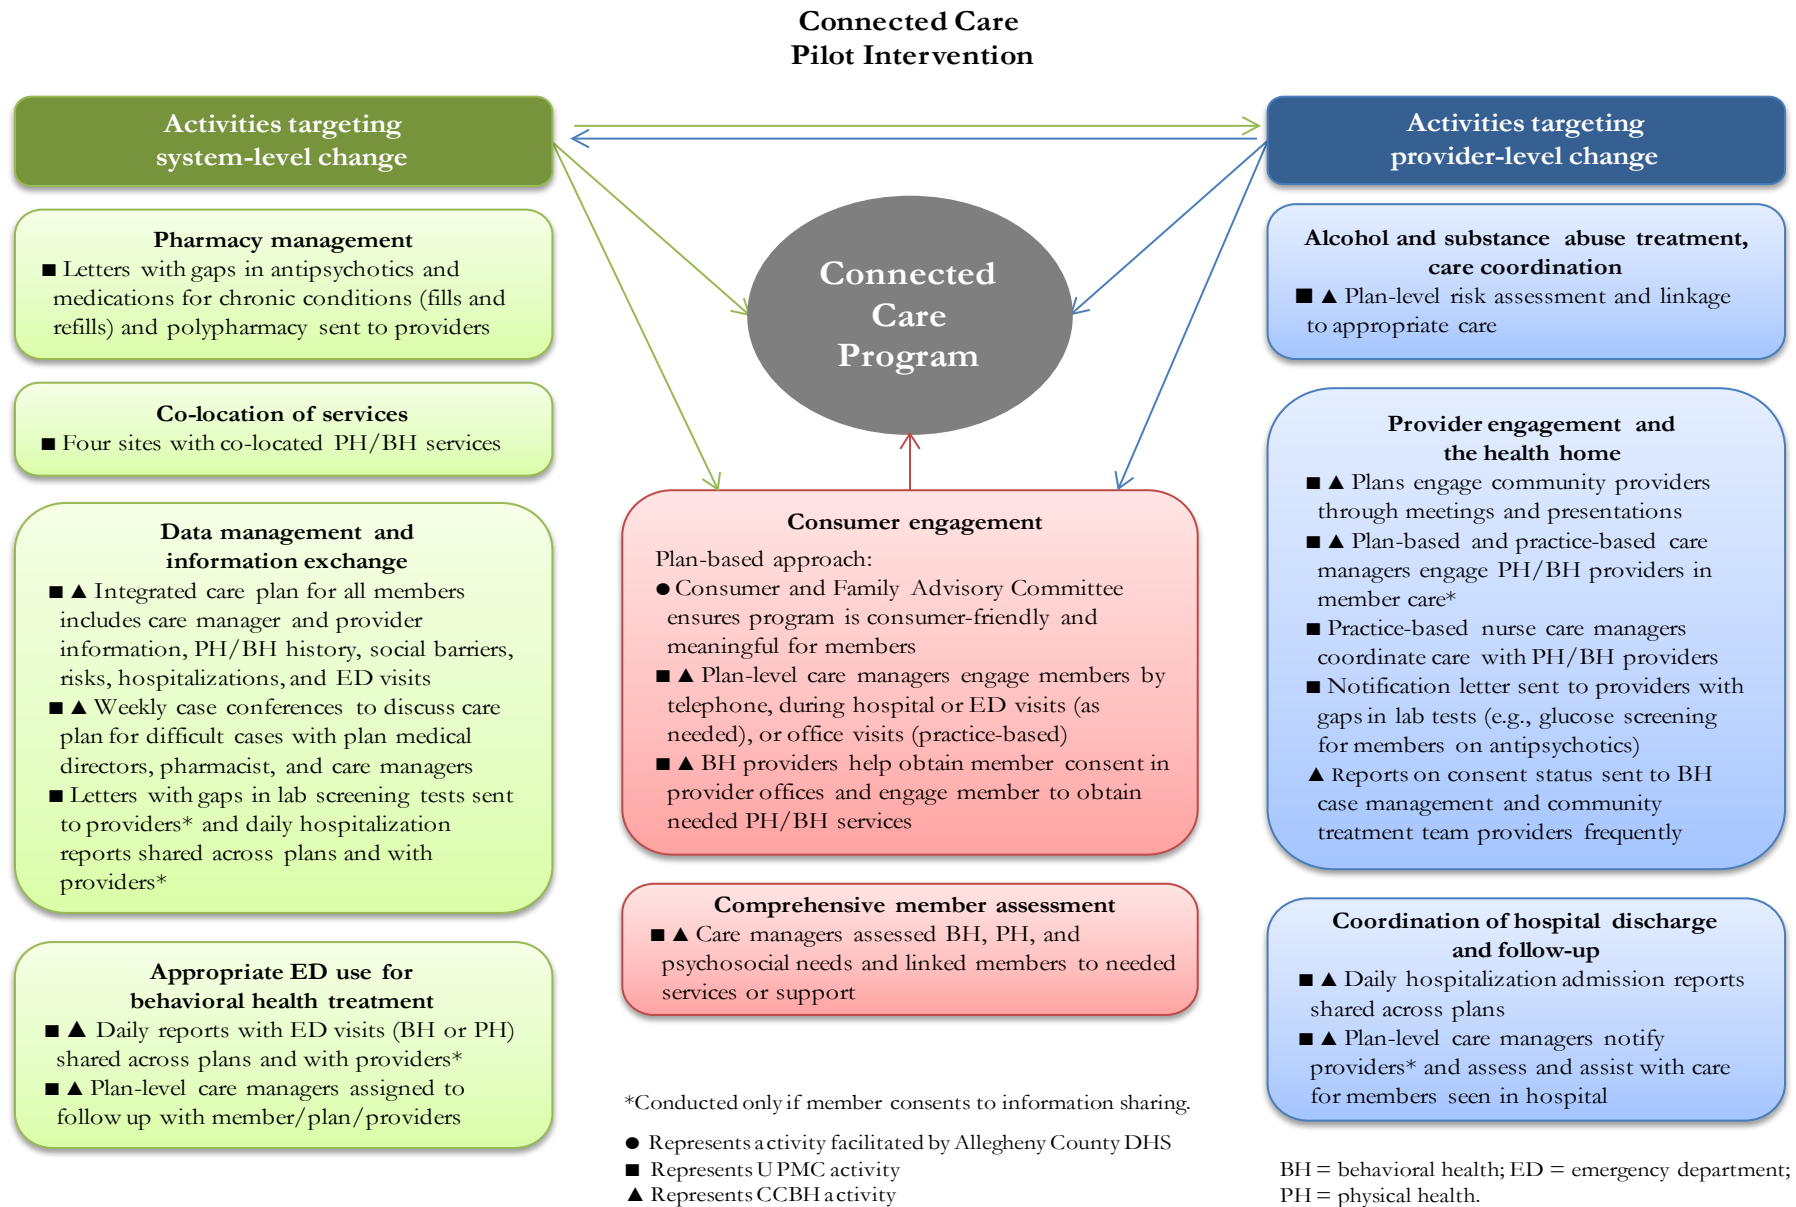 Connected Care
Pilot Intervention
Activities targeting
system-level change
Activities targeting
provider-level change
Pharmacy management
■ Letters with gaps in antipsychotics and
medications for chronic conditions (fills and
refills) and polypharmacy sent to providers
Co-location of services
■ Four sites with co-located PH/BH services
Data management and
information exchange
■ ▲ Integrated care plan for all members
includes care manager and provider
information, PH/BH history, social barriers,
risks, hospitalizations, and ED visits
■ ▲ Weekly case conferences to discuss care
plan for difficult cases with plan medical
directors, pharmacist, and care managers
■ Letters with gaps in lab screening tests sent
to providers* and daily hospitalization
reports shared across plans and with
providers*
Appropriate ED use for
behavioral health treatment
■ ▲ Daily reports with ED visits (BH or PH)
shared across plans and with providers*
■ ▲ Plan-level care managers assigned to
follow up with member/plan/providers
Connected
Care
Program
Consumer engagement
Plan-based approach:
● Consumer and Family Advisory Committee
ensures program is consumer-friendly and
meaningful for members
■ ▲ Plan-level care managers engage members by
telephone, during hospital or ED visits (as
needed), or office visits (practice-based)
■ ▲ BH providers help obtain member consent in
provider offices and engage member to obtain
needed PH/BH services
Comprehensive member assessment
■ ▲ Care managers assessed BH, PH, and
psychosocial needs and linked members to needed
services or support
*Conducted only if member consents to information sharing.
● Represents activity facilitated by Allegheny County DHS
■ Represents UPMC activity
▲ Represents CCBH activity
Alcohol and substance abuse treatment,
care coordination
■ ▲ Plan-level risk assessment and linkage
to appropriate care
Provider engagement and
the health home
■ ▲ Plans engage community providers
through meetings and presentations
■ ▲ Plan-based and practice-based care
managers engage PH/BH providers in
member care*
■ Practice-based nurse care managers
coordinate care with PH/BH providers
■ Notification letter sent to providers with
gaps in lab tests (e.g., glucose screening
for members on antipsychotics)
▲ Reports on consent status sent to BH
case management and community
treatment team providers frequently
Coordination of hospital discharge
and follow-up
■ ▲ Daily hospitalization admission reports
shared across plans
■ ▲ Plan-level care managers notify
providers* and assess and assist with care
for members seen in hospital
BH = behavioral health; ED = emergency department;
PH = physical health.